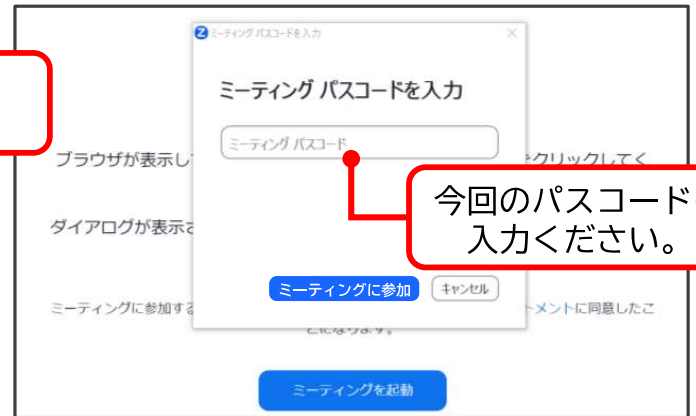 ミーティング パスコードを入力
ミーティング パスコードを入力
ミーティング パスコード
ブラウザが表示し
をクリックしてく
今回のパスコード
入力ください。
ダイアログが表示さ
ミーティングに参加
キャンセル
ミーティングに参加する
メントに同意したこ
とになります。
ミーティングを起動